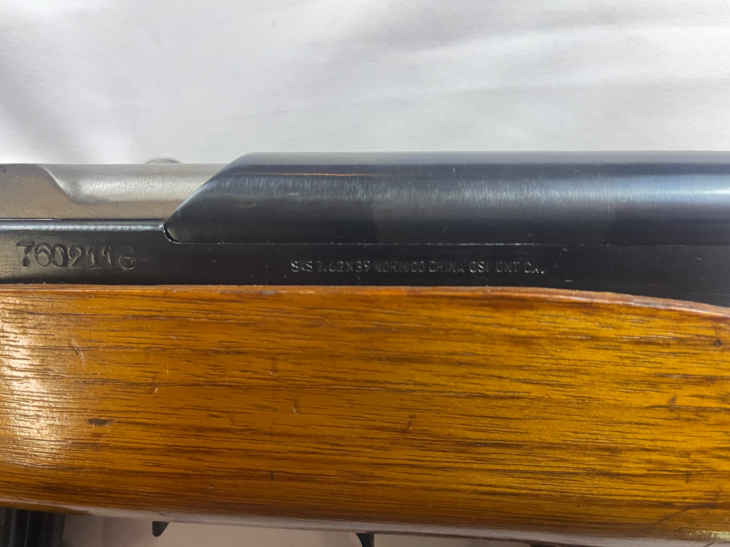 7602116
SKS 7.62X39 NORINCO CHINA CSI ONT CA.